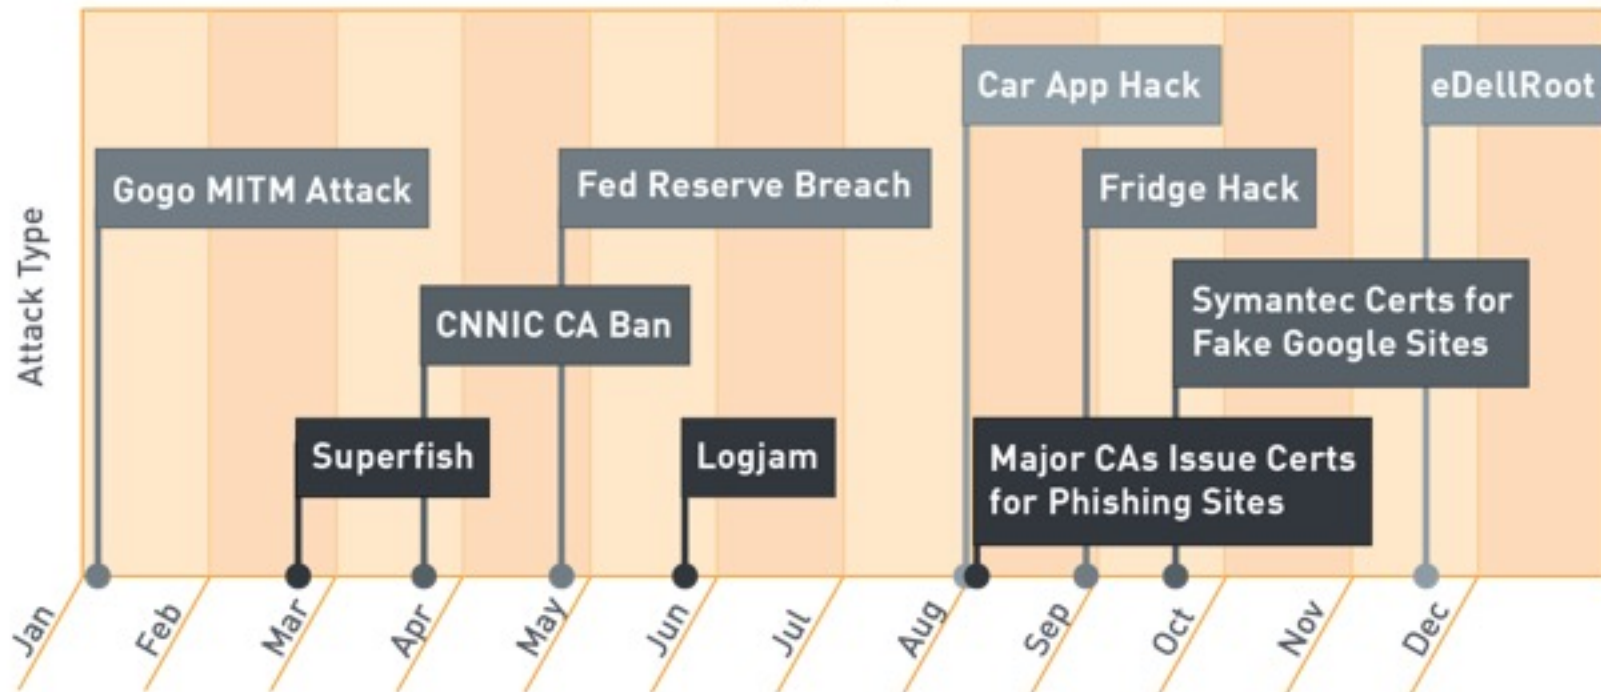 Attack Type
Car App Hack
eDellRoot
Gogo MITM Attack
Fed Reserve Breach
Fridge Hack
CNNIC CA Ban
Symantec Certs for
Fake Google Sites
Superfish
Logjam
Major CAs Issue Certs
for Phishing Sites
Jan Feb Mar Apr May Jun Jul Aug Sep Oct Nov Dec